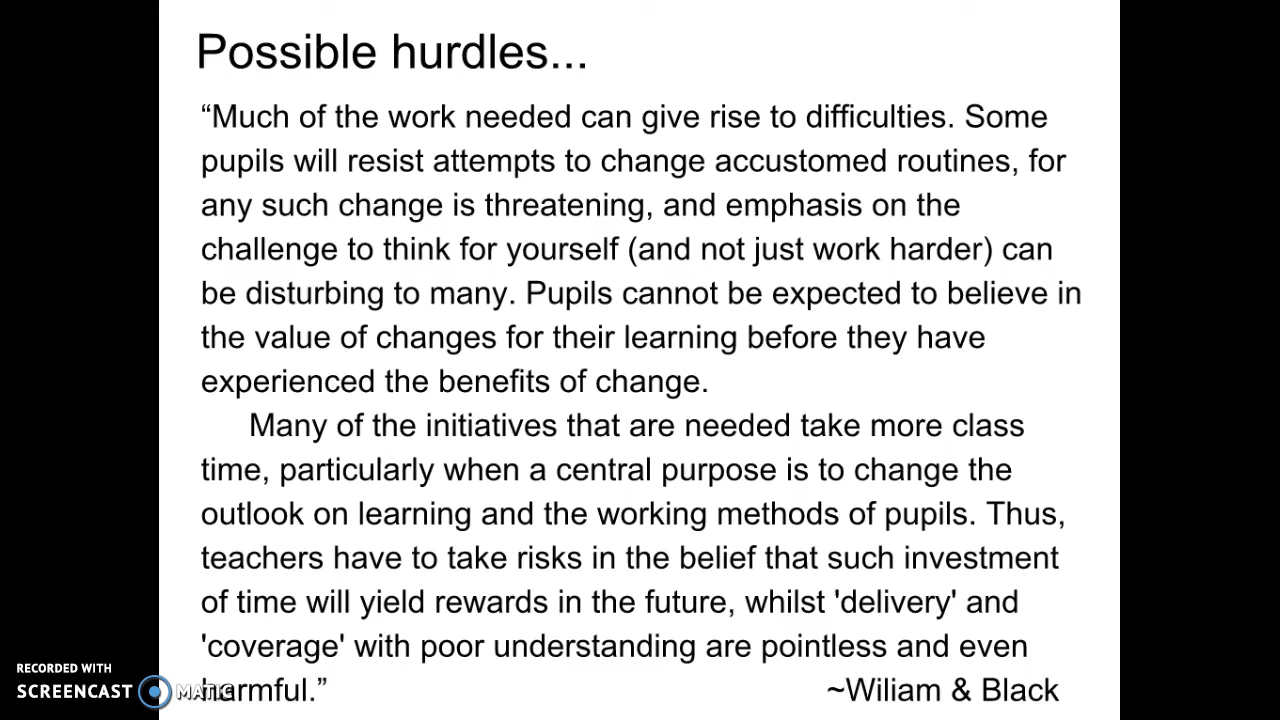 Possible hurdles...
“Much of the work needed can give rise to difficulties. Some
pupils will resist attempts to change accustomed routines, for
any such change is threatening, and emphasis on the
challenge to think for yourself (and not just work harder) can
be disturbing to many. Pupils cannot be expected to believe in
the value of changes for their learning before they have
experienced the benefits of change.
Many of the initiatives that are needed take more class
time, particularly when a central purpose is to change the
outlook on learning and the working methods of pupils. Thus,
teachers have to take risks in the belief that such investment
of time will yield rewards in the future, whilst 'delivery' and
'coverage' with poor understanding are pointless and even
harmful.” ~Wiliam & Black
RECORDED WITH
SCREENCAST MATIC